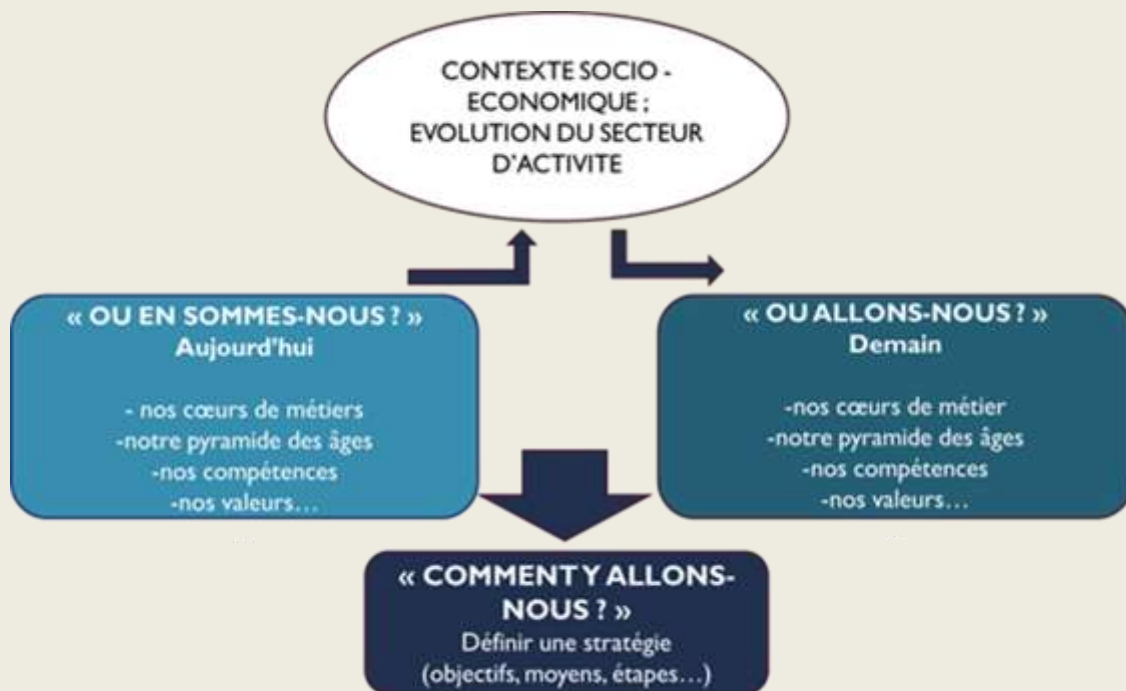 CONTEXTE SOCIO -
ECONOMIQUE ;
EVOLUTION DU SECTEUR
D'ACTIVITE
« OU EN SOMMES-NOUS ? »
Aujourd'hui
- nos cœurs de métiers
-notre pyramide des âges
-nos compétences
-nos valeurs…
…
« OU ALLONS-NOUS ? »
Demain
-nos cœurs de métier
-notre pyramide des âges
-nos compétences
-nos valeurs…
…
« COMMENT Y ALLONS-
NOUS ? »
Définir une stratégie
(objectifs, moyens, étapes…)